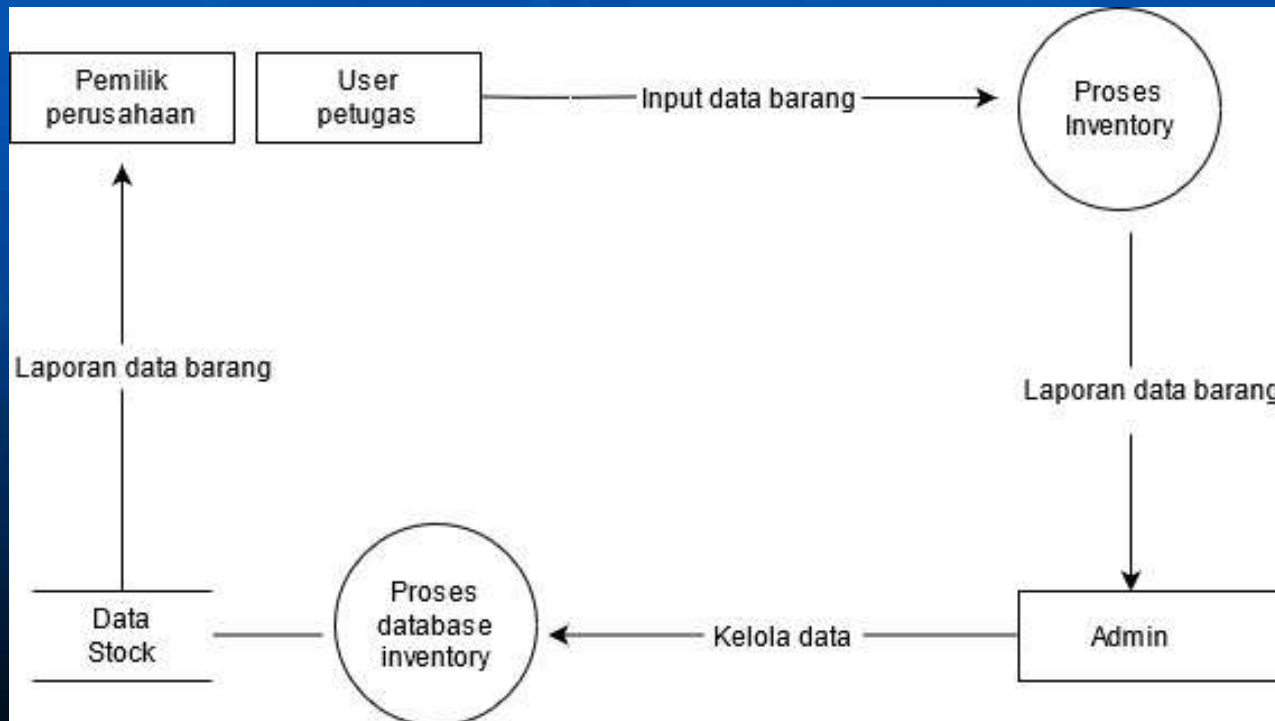 Pemilik
perusahaan
User
petugas
Input data barang
Proses
Inventory
Laporan data barang
Laporan data barang
Data
Stock
Proses
database
inventory
Kelola data
Admin